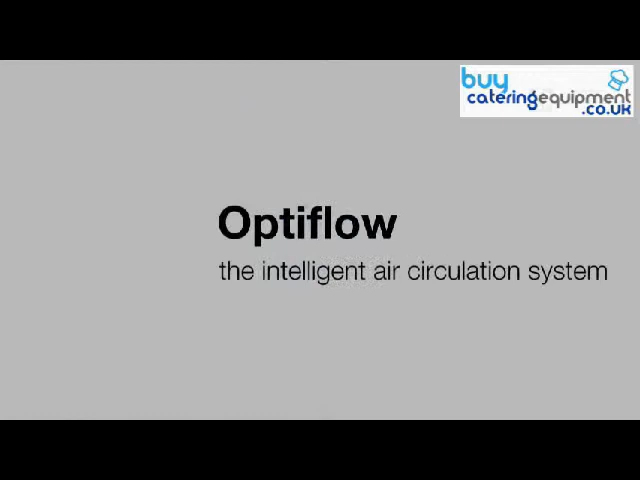 buy
cateringequipment
.co.uk
Optiflow
the intelligent air circulation system